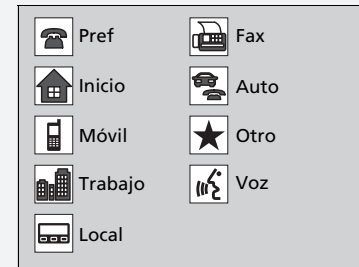 Pref
Fax
Inicio
Auto
Móvil
Otro
Trabajo
Voz
Local